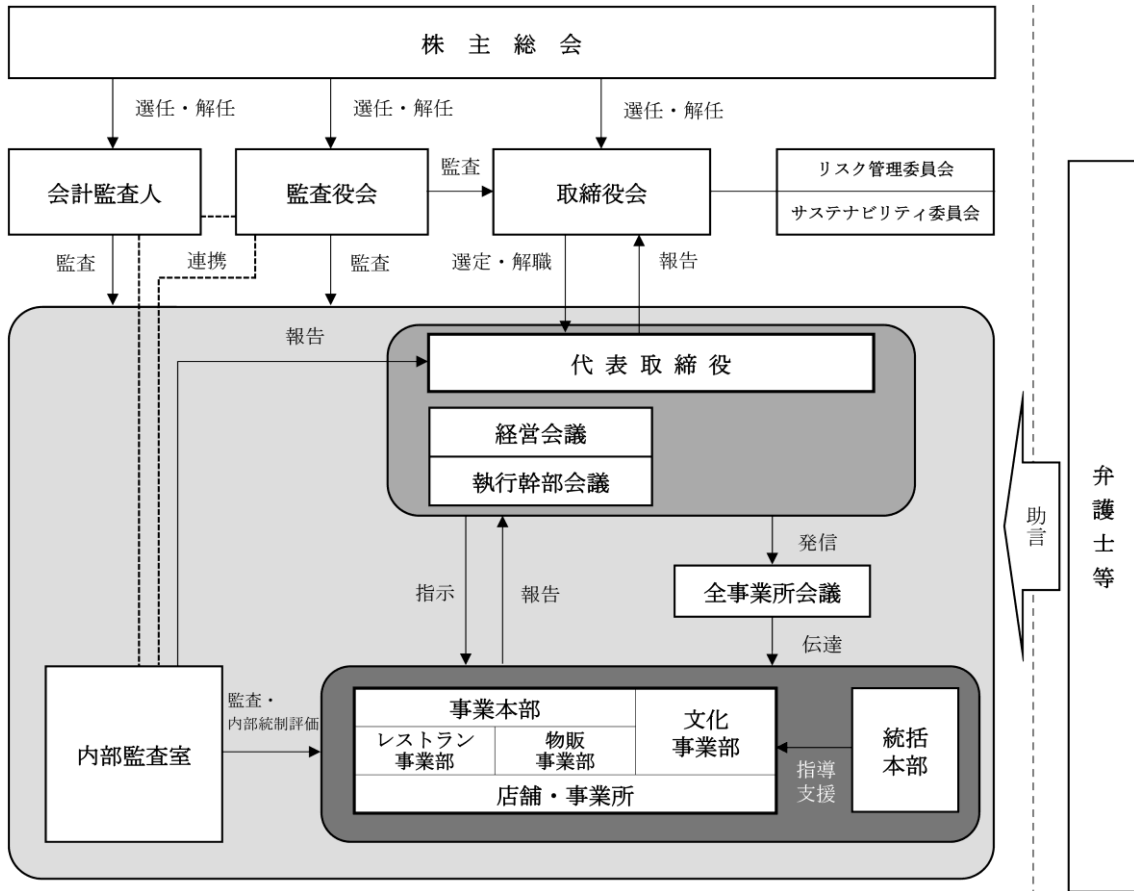 株主総会
選任・解任
選任・解任
選任・解任
会計監査人
監査役会
監査
取締役会
リスク管理委員会
サステナビリティ委員会
監査
連携
監査
選定・解職
報告
報告
代表取締役
経営会議
執行幹部会議
指示
報告
発信
全事業所会議
伝達
助言
弁護士等
内部監査室
監査・
内部統制評価
事業本部
レストラン
事業部
物販
事業部
文化
事業部
店舗・事業所
指導
支援
統括
本部